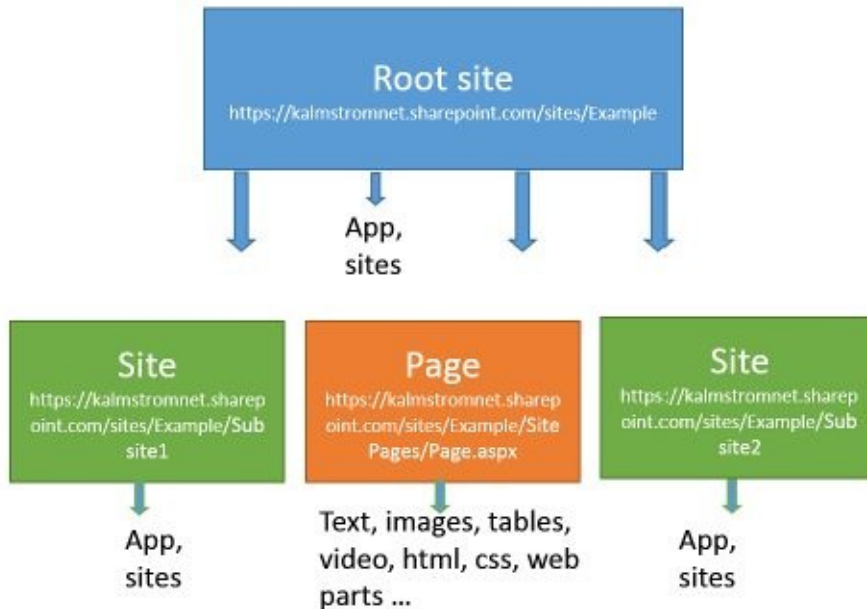 Root site
https://kalmstromnet.sharepoint.com/sites/Example
App,
sites
Site
https://kalmstromnet.sharep
oint.com/sites/Example/Sub
site1
Page
https://kalmstromnet.sharep
oint.com/sites/Example/Site
Pages/Page.aspx
Site
https://kalmstromnet.sharep
oint.com/sites/Example/Sub
site2
App,
sites
Text, images, tables,
video, html, css, web
parts ...
App,
sites